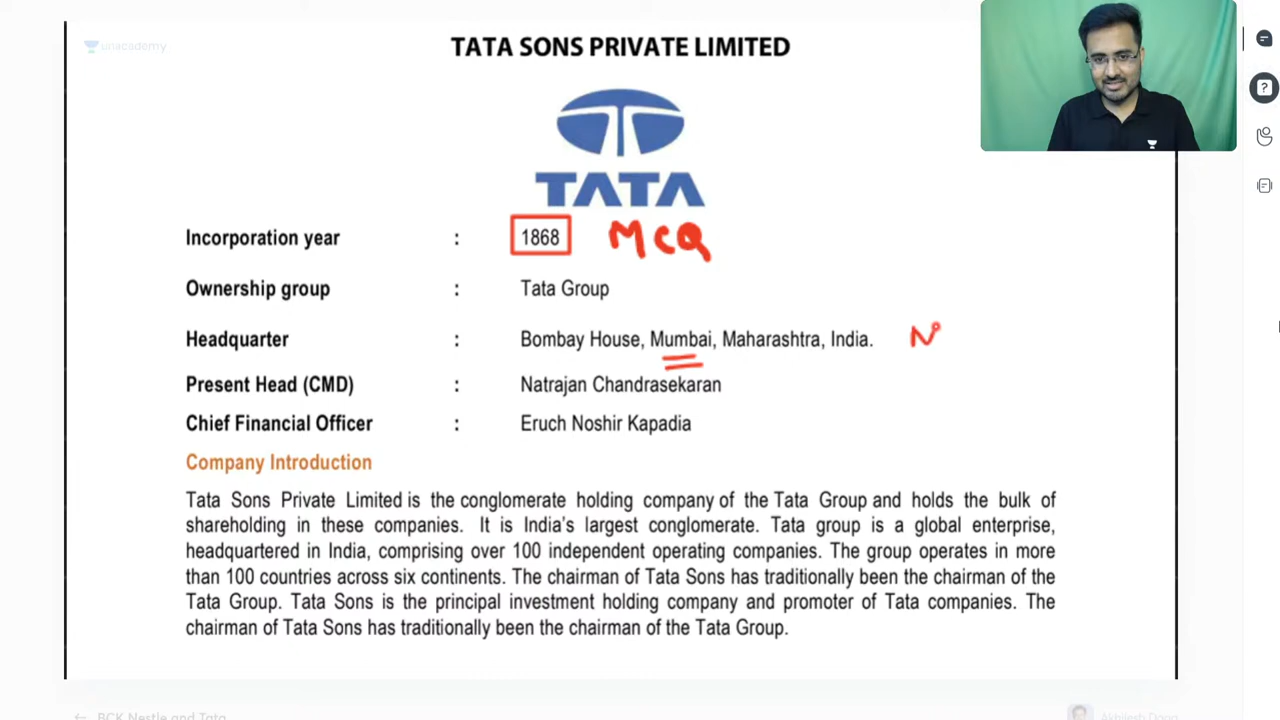 unacademy
TATA SONS PRIVATE LIMITED
TATA
Incorporation year : 1868 MCQ
Ownership group : Tata Group
Headquarter : Bombay House, Mumbai, Maharashtra, India. N
Present Head (CMD) : Natrajan Chandrasekaran
Chief Financial Officer : Eruch Noshir Kapadia
Company Introduction
Tata Sons Private Limited is the conglomerate holding company of the Tata Group and holds the bulk of
shareholding in these companies. It is India's largest conglomerate. Tata group is a global enterprise,
headquartered in India, comprising over 100 independent operating companies. The group operates in more
than 100 countries across six continents. The chairman of Tata Sons has traditionally been the chairman of the
Tata Group. Tata Sons is the principal investment holding company and promoter of Tata companies. The
chairman of Tata Sons has traditionally been the chairman of the Tata Group.
BCK Nestle and Tata